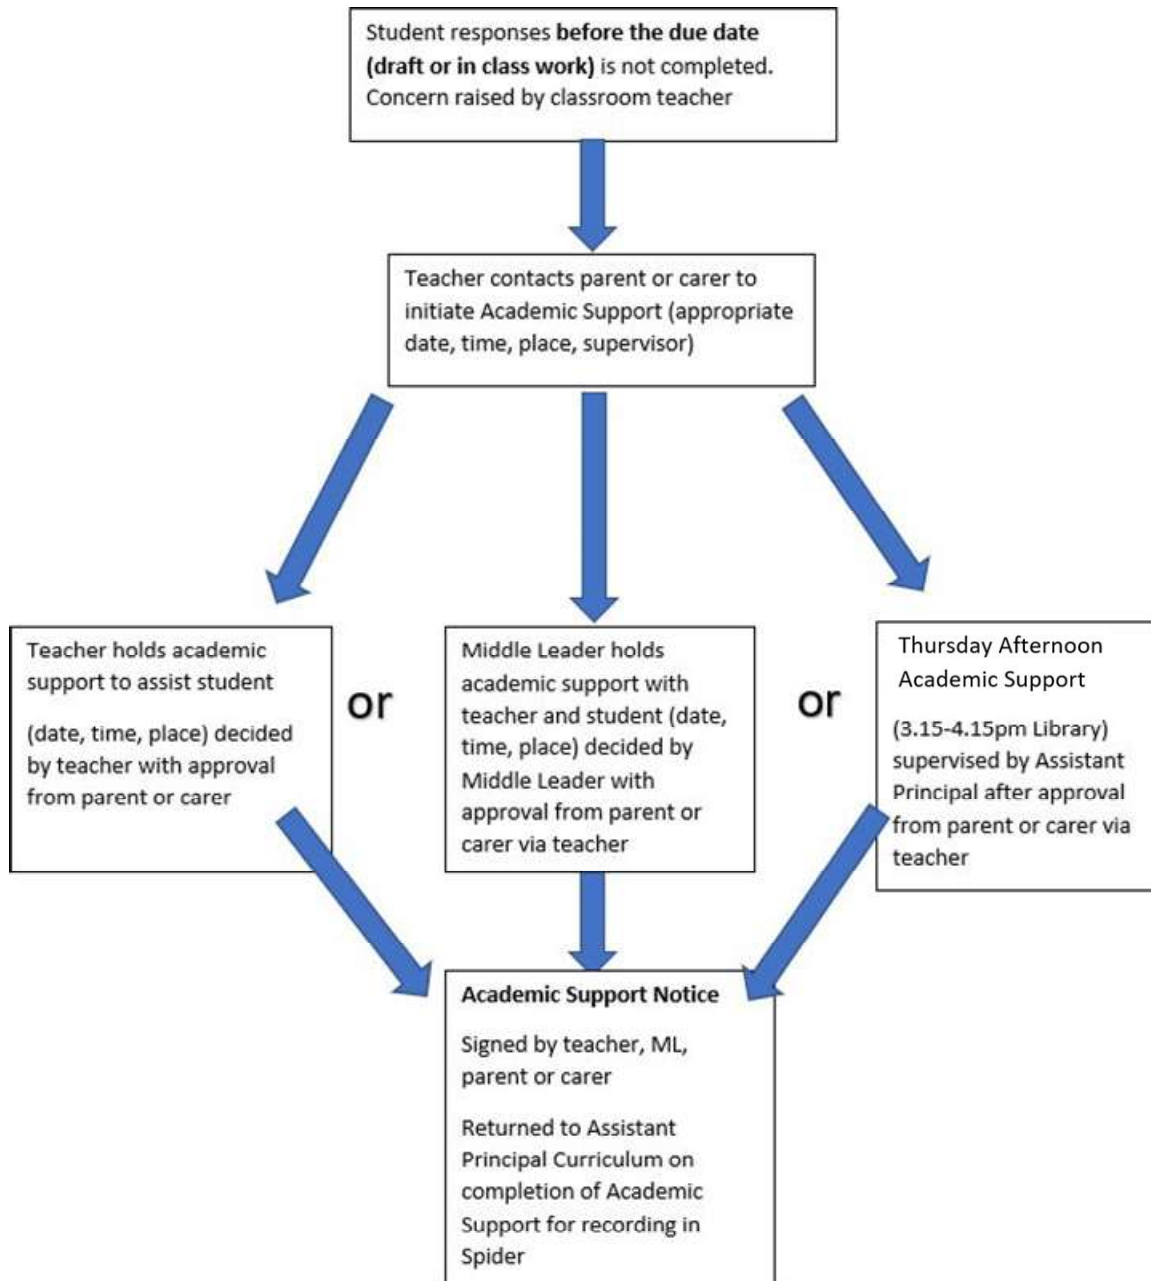 Student responses before the due date
(draft or in class work) is not completed.
Concern raised by classroom teacher
Teacher contacts parent or carer to
initiate Academic Support (appropriate
date, time, place, supervisor)
Teacher holds academic
support to assist student
(date, time, place) decided
by teacher with approval
from parent or carer
or
Middle Leader holds
academic support with
teacher and student (date,
time, place) decided by
Middle Leader with
approval from parent or
carer via teacher
or
Thursday Afternoon
Academic Support
(3.15-4.15pm Library)
supervised by Assistant
Principal after approval
from parent or carer via
teacher
Academic Support Notice
Signed by teacher, ML,
parent or carer
Returned to Assistant
Principal Curriculum on
completion of Academic
Support for recording in
Spider